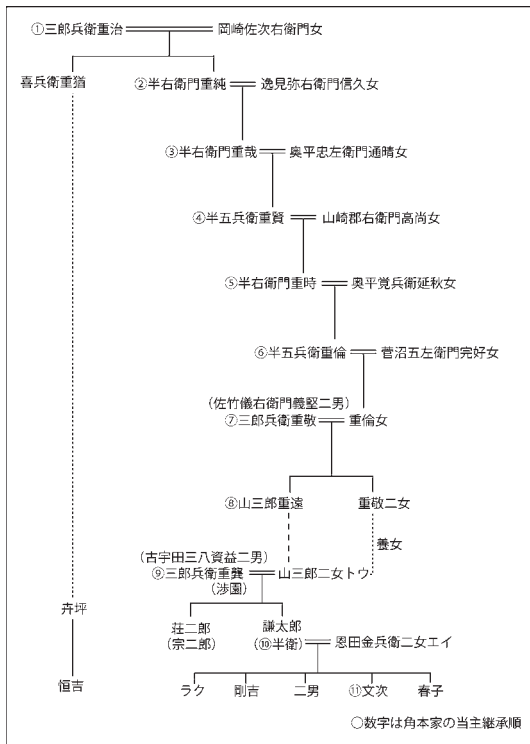 ①三郎兵衛重治 岡崎佐次右衛門女
喜兵衛重猶 ②半右衛門重純 逸見弥右衛門信久女
③半右衛門重哉 奥平忠左衛門通晴女
④半五兵衛重賢 山崎郡右衛門高尚女
⑤半右衛門重時 奥平覚兵衛延秋女
⑥半五兵衛重倫 菅沼五左衛門完好女
(佐竹儀右衛門義堅二男)
⑦三郎兵衛重敬 重倫女
⑧山三郎重遠 重敬二女
養女
(古宇田三八資益二男)
⑨三郎兵衛重龔 山三郎二女トウ
(渉園)
卉坪 荘二郎 謙太郎
(宗二郎) (⑩半衛) 恩田金兵衛二女エイ
恒吉 ラク 剛吉 二男 ⑪文次 春子
○数字は角本家の当主継承順